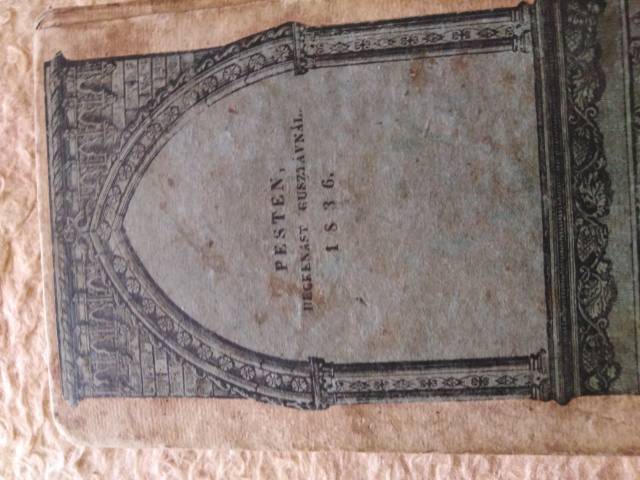 PESTEN,
HECKENAST GUSZTÁVNÁL.
1836.